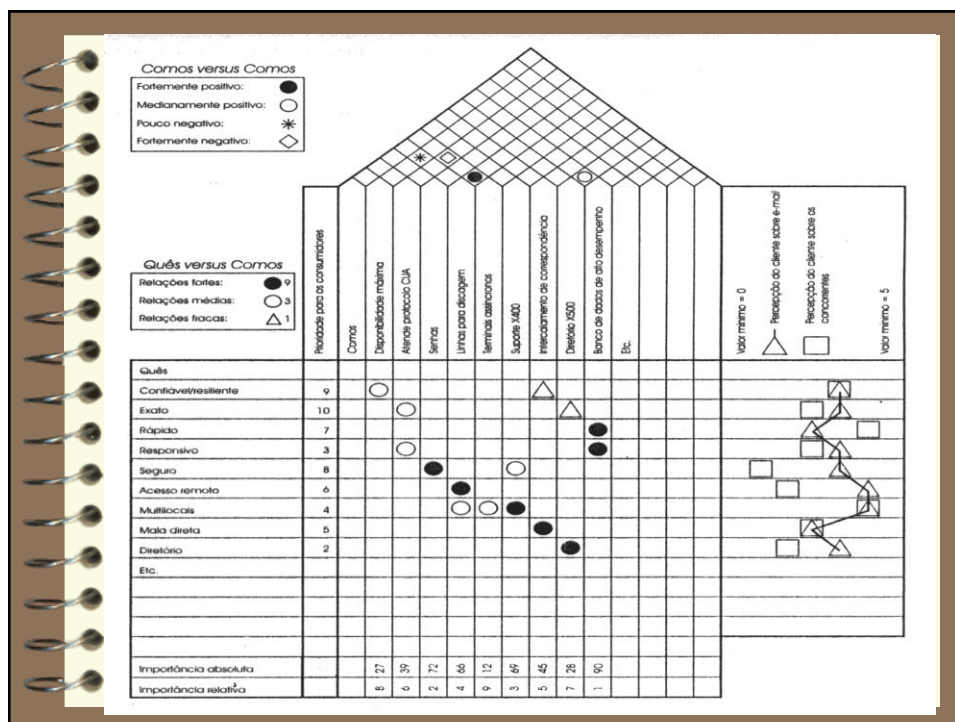 Comos versus Comos
Fortemente positivo:
Medianamente positivo:
Pouco negativo:
Fortemente negativo:
Quês versus Comos
Relações fortes: 9
Relações médias: 3
Relações fracas: 1
Prioridade para os consumidores
Comos
Disponibilidade máxima
Atende protocolo CUA
Senhas
Linhas para discagem
Terminais assíncronos
Suporte X400
Intercalamento de correspondência
Diretório X500
Banco de dados de alto desempenho
Etc.
Valor mínimo = 0
Percepção do cliente sobre e-mail
Percepção do cliente sobre os
concorrentes
Valor mínimo = 5
Quês
Confiável/resiliente 9
Exato 10
Rápido 7
Responsivo 3
Seguro 8
Acesso remoto 6
Multilocais 4
Mala direta 5
Diretório 2
Etc.
Importância absoluta 27 39 72 66 12 69 45 28 90
Importância relativa 8 6 2 4 9 3 5 7 1